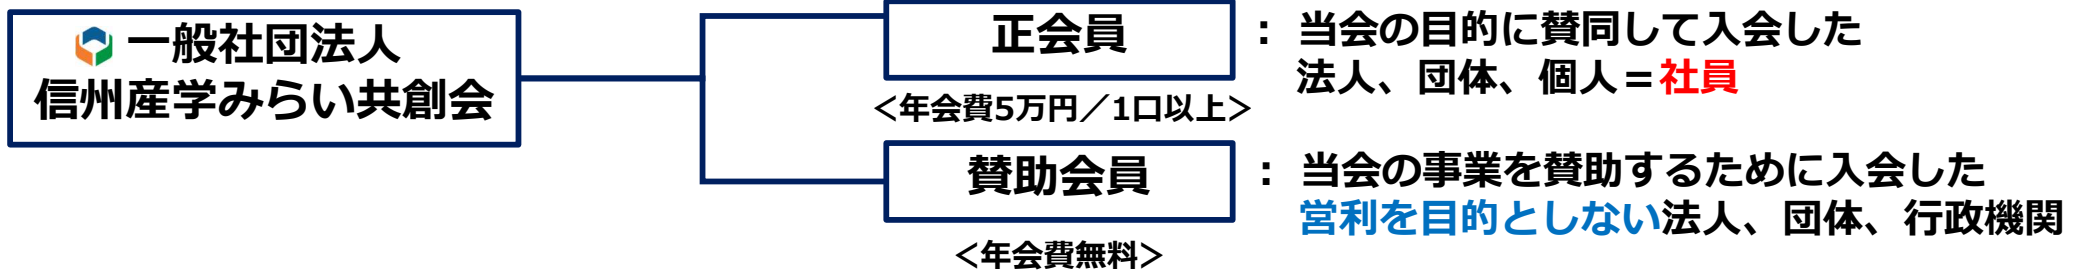 一般社団法人
信州産学みらい共創会
正会員
<年会費5万円／1口以上>
： 当会の目的に賛同して入会した
法人、団体、個人＝社員
賛助会員
<年会費無料>
： 当会の事業を賛助するために入会した
営利を目的としない法人、団体、行政機関